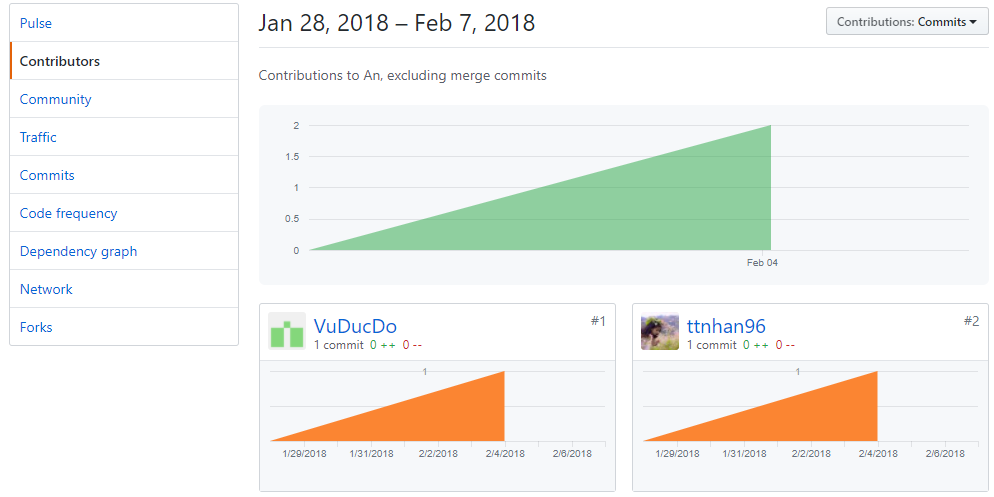 Pulse
Contributors
Community
Traffic
Commits
Code frequency
Dependency graph
Network
Forks
Jan 28, 2018 – Feb 7, 2018
Contributions: Commits
Contributions to An, excluding merge commits
2
1.5
1
0.5
0
Feb 04
VuDucDo
#1
1 commit 0 ++ 0 --
1
1/29/2018 1/31/2018 2/2/2018 2/4/2018 2/6/2018
ttnhan96
#2
1 commit 0 ++ 0 --
1
1/29/2018 1/31/2018 2/2/2018 2/4/2018 2/6/2018